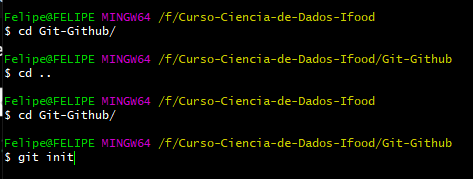 Felipe@FELIPE MINGW64 /f/Curso-Ciencia-de-Dados-Ifood
$ cd Git-Github/
Felipe@FELIPE MINGW64 /f/Curso-Ciencia-de-Dados-Ifood/Git-Github
$ cd ..
Felipe@FELIPE MINGW64 /f/Curso-Ciencia-de-Dados-Ifood
$ cd Git-Github/
Felipe@FELIPE MINGW64 /f/Curso-Ciencia-de-Dados-Ifood/Git-Github
$ git init